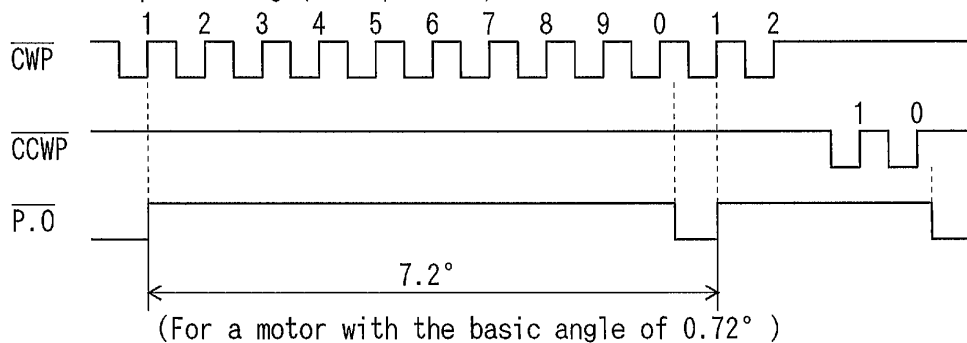 1 2 3 4 5 6 7 8 9 0 1 2
CWP
1 0
CCWP
P.O
7.2°
(For a motor with the basic angle of 0.72° )